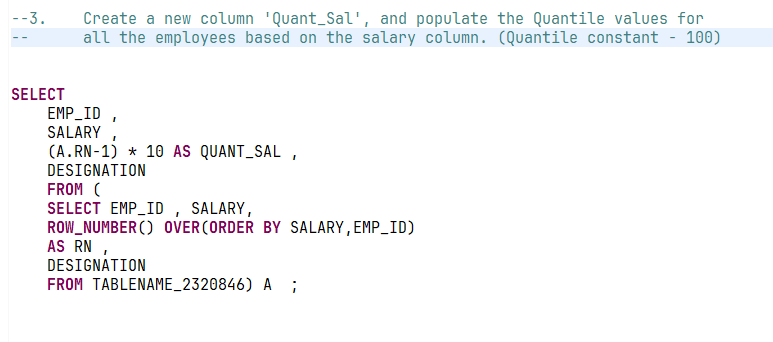 --3.    Create a new column 'Quant_Sal', and populate the Quantile values for
--      all the employees based on the salary column. (Quantile constant - 100)
SELECT
    EMP_ID ,
    SALARY ,
    (A.RN-1) * 10 AS QUANT_SAL ,
    DESIGNATION
    FROM (
    SELECT EMP_ID , SALARY,
    ROW_NUMBER() OVER(ORDER BY SALARY,EMP_ID)
    AS RN ,
    DESIGNATION
    FROM TABLENAME_2320846) A  ;